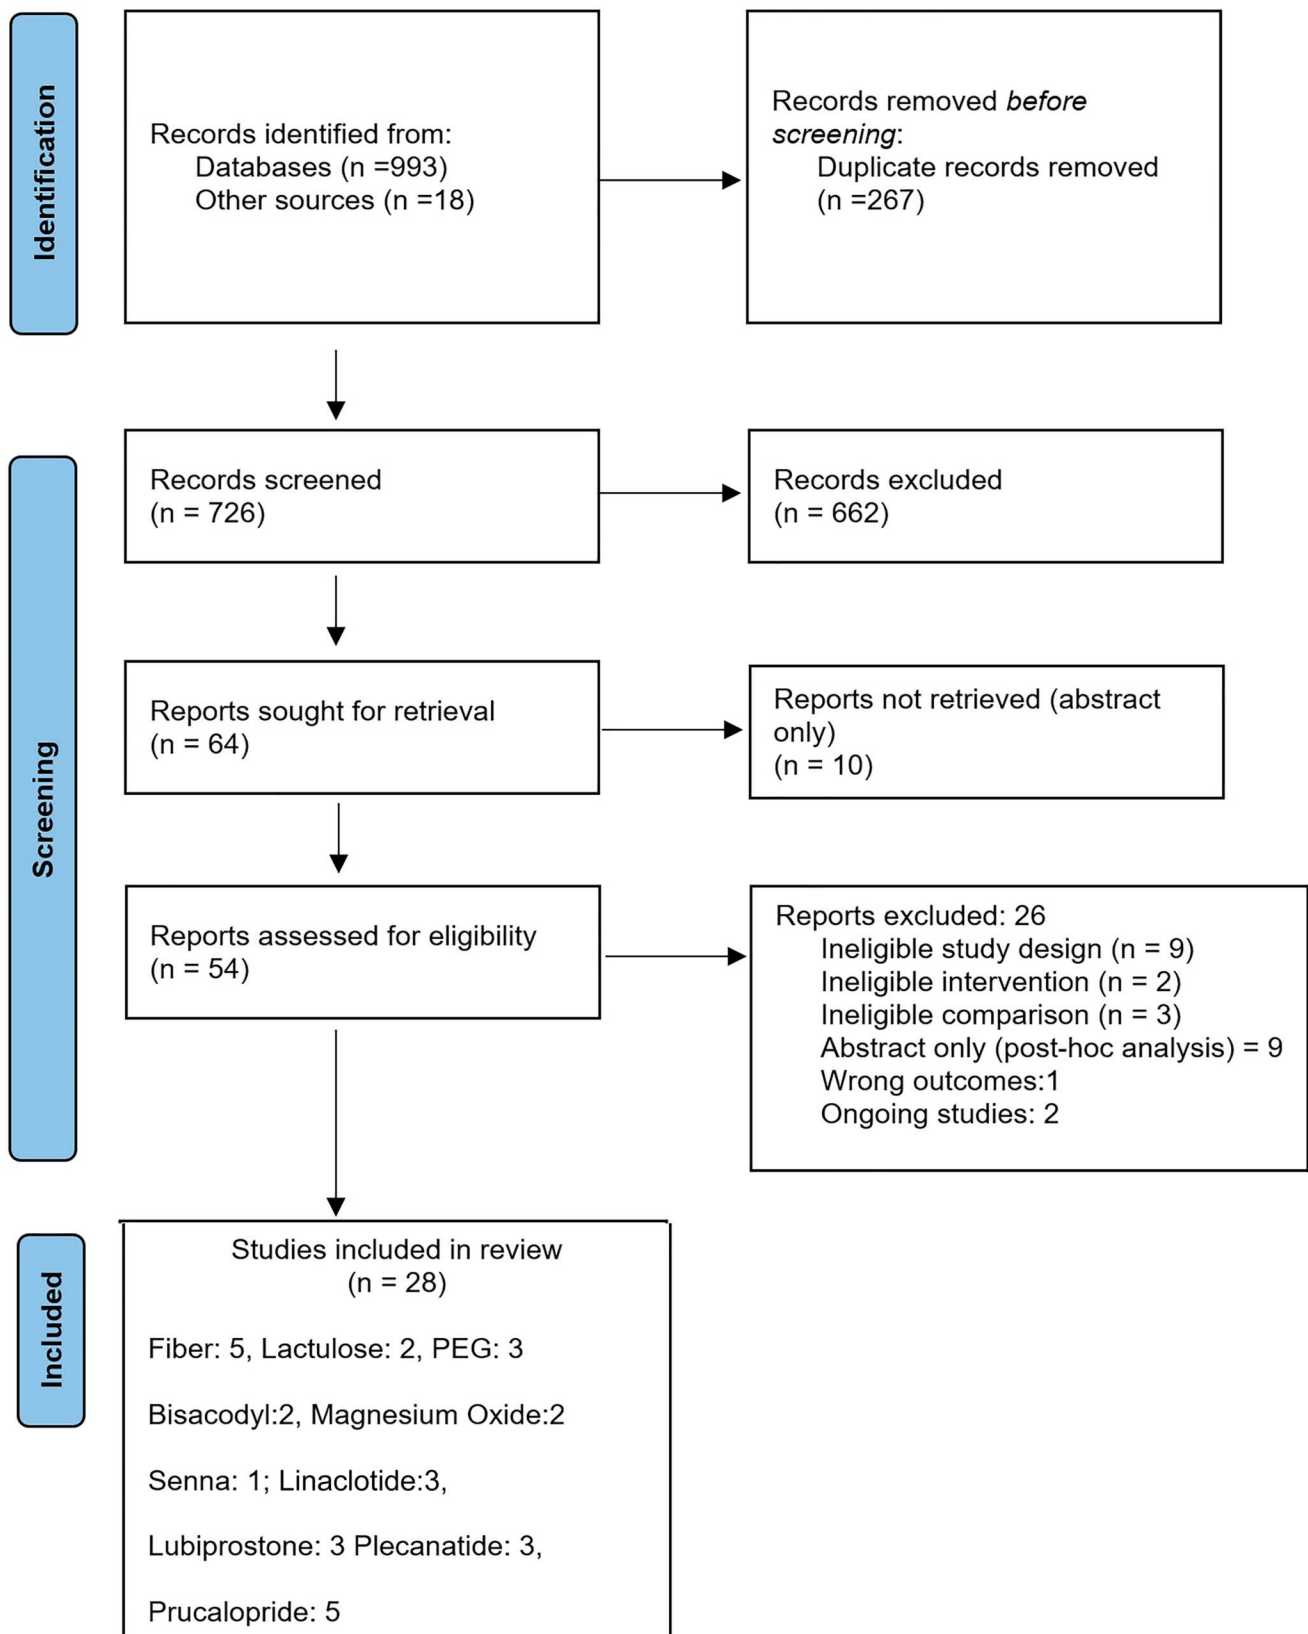 Identification
Records identified from:
Databases (n =993)
Other sources (n =18)
Records removed before
screening:
Duplicate records removed
(n =267)
Screening
Records screened
(n = 726)
Records excluded
(n = 662)
Reports sought for retrieval
(n = 64)
Reports not retrieved (abstract
only)
(n = 10)
Reports assessed for eligibility
(n = 54)
Reports excluded: 26
Ineligible study design (n = 9)
Ineligible intervention (n = 2)
Ineligible comparison (n = 3)
Abstract only (post-hoc analysis) = 9
Wrong outcomes:1
Ongoing studies: 2
Included
Studies included in review
(n = 28)
Fiber: 5, Lactulose: 2, PEG: 3
Bisacodyl:2, Magnesium Oxide:2
Senna: 1; Linaclotide:3,
Lubiprostone: 3 Plecanatide: 3,
Prucalopride: 5